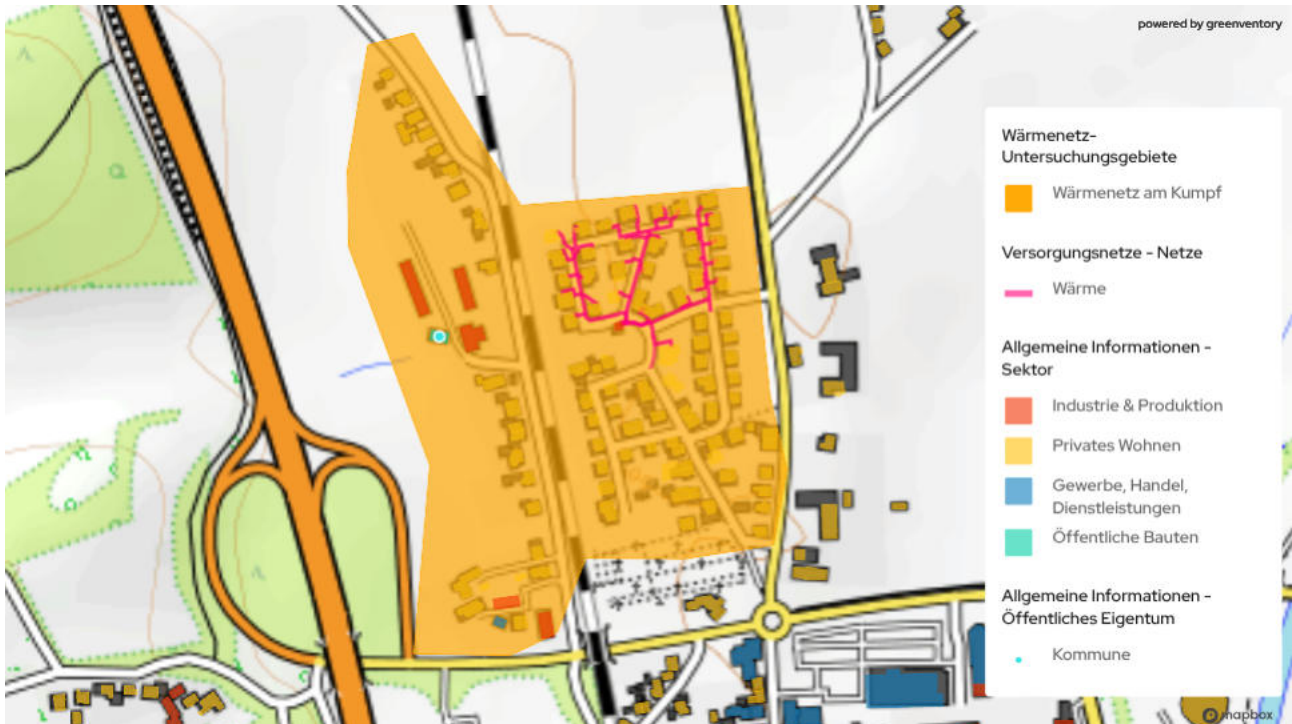 powered by greenventory
Wärmenetz-
Untersuchungsgebiete
Wärmenetz am Kumpf
Versorgungsnetze - Netze
Wärme
Allgemeine Informationen -
Sektor
Industrie & Produktion
Privates Wohnen
Gewerbe, Handel,
Dienstleistungen
Öffentliche Bauten
Allgemeine Informationen -
Öffentliches Eigentum
Kommune
mapbox